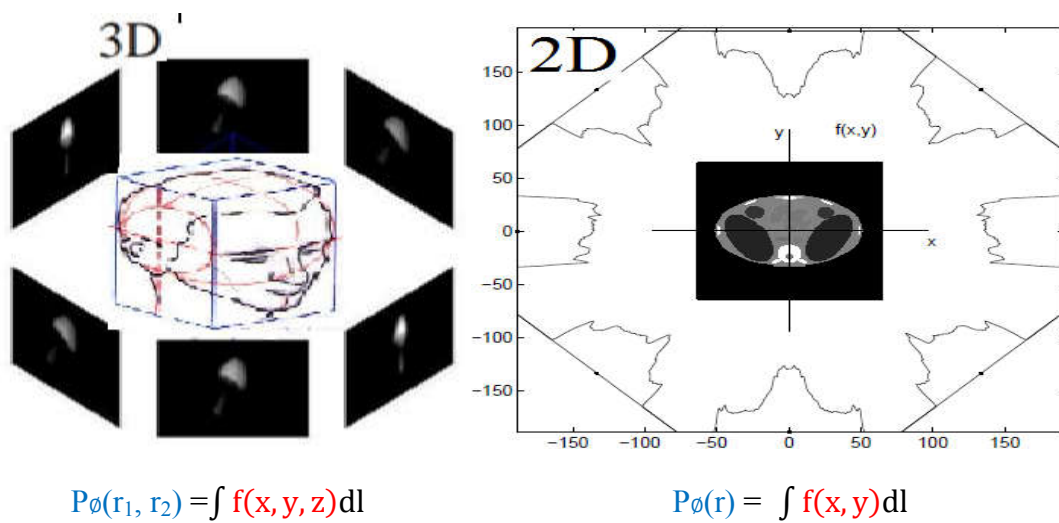 3D
2D
150
100
50
0
−50
−100
−150
−150
−100
−50
0
50
100
150
y
f(x,y)
x
Pø(r₁, r₂) =∫ f(x, y, z)dl
Pø(r) = ∫ f(x, y)dl